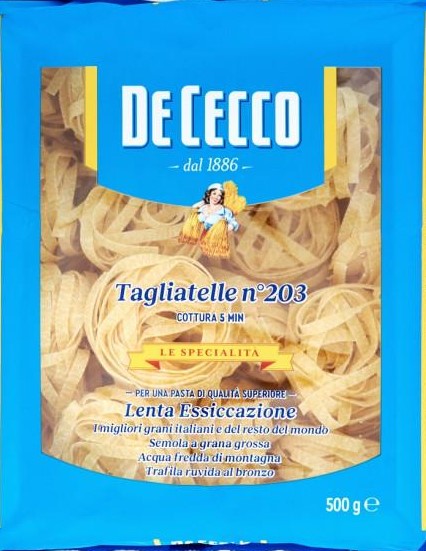 DE CECCO
dal 1886
Tagliatelle n°203
COTTURA 5 MIN
LE SPECIALITÀ
PER UNA PASTA DI QUALITÀ SUPERIORE
Lenta Essiccazione
I migliori grani italiani e del resto del mondo
Semola a grana grossa
Acqua fredda di montagna
Trafila ruvida al bronzo
500 g ℮